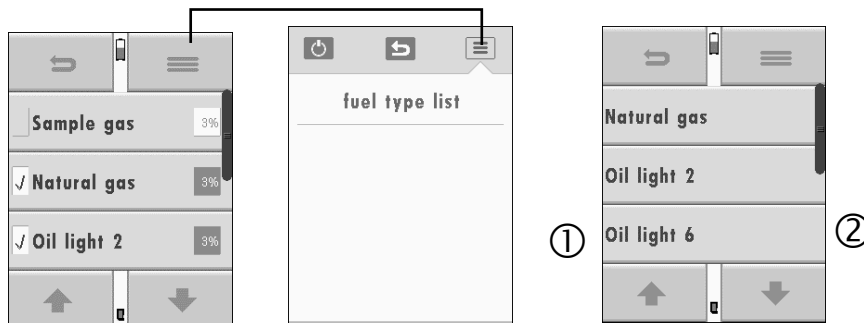 Sample gas 3%
√ Natural gas 3%
√ Oil light 2 3%
fuel type list
①
Natural gas
Oil light 2
Oil light 6
②